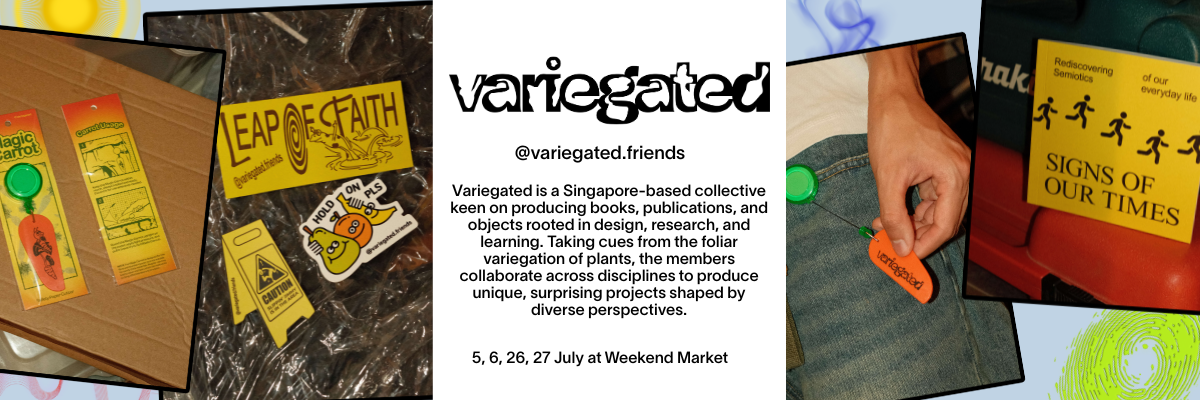 Magic
Carrot
Carrot Usage
LEAP OF FAITH
@variegated.friends
HOLD ON PLS
@variegated.friends
CAUTION
variegated
@variegated.friends
Variegated is a Singapore-based collective
keen on producing books, publications, and
objects rooted in design, research, and
learning. Taking cues from the foliar
variegation of plants, the members
collaborate across disciplines to produce
unique, surprising projects shaped by
diverse perspectives.
5, 6, 26, 27 July at Weekend Market
variegated
Rediscovering
Semiotics
of our
everyday life
SIGNS OF
OUR TIMES